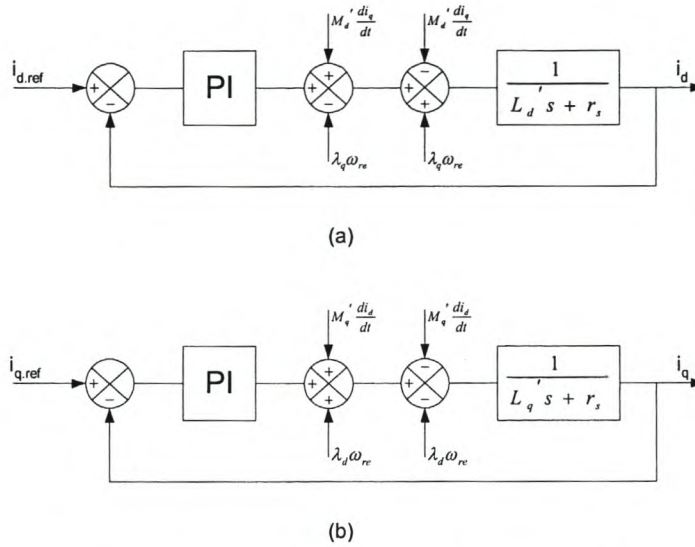 M_d' di_q/dt M_d' di_q/dt
i_d.ref + − PI + + − + − + 1 / (L_d' s + r_s) i_d
λ_q ω_re λ_q ω_re
(a)
M_q' di_d/dt M_q' di_d/dt
i_q.ref + − PI + + + + − − 1 / (L_q' s + r_s) i_q
λ_d ω_re λ_d ω_re
(b)